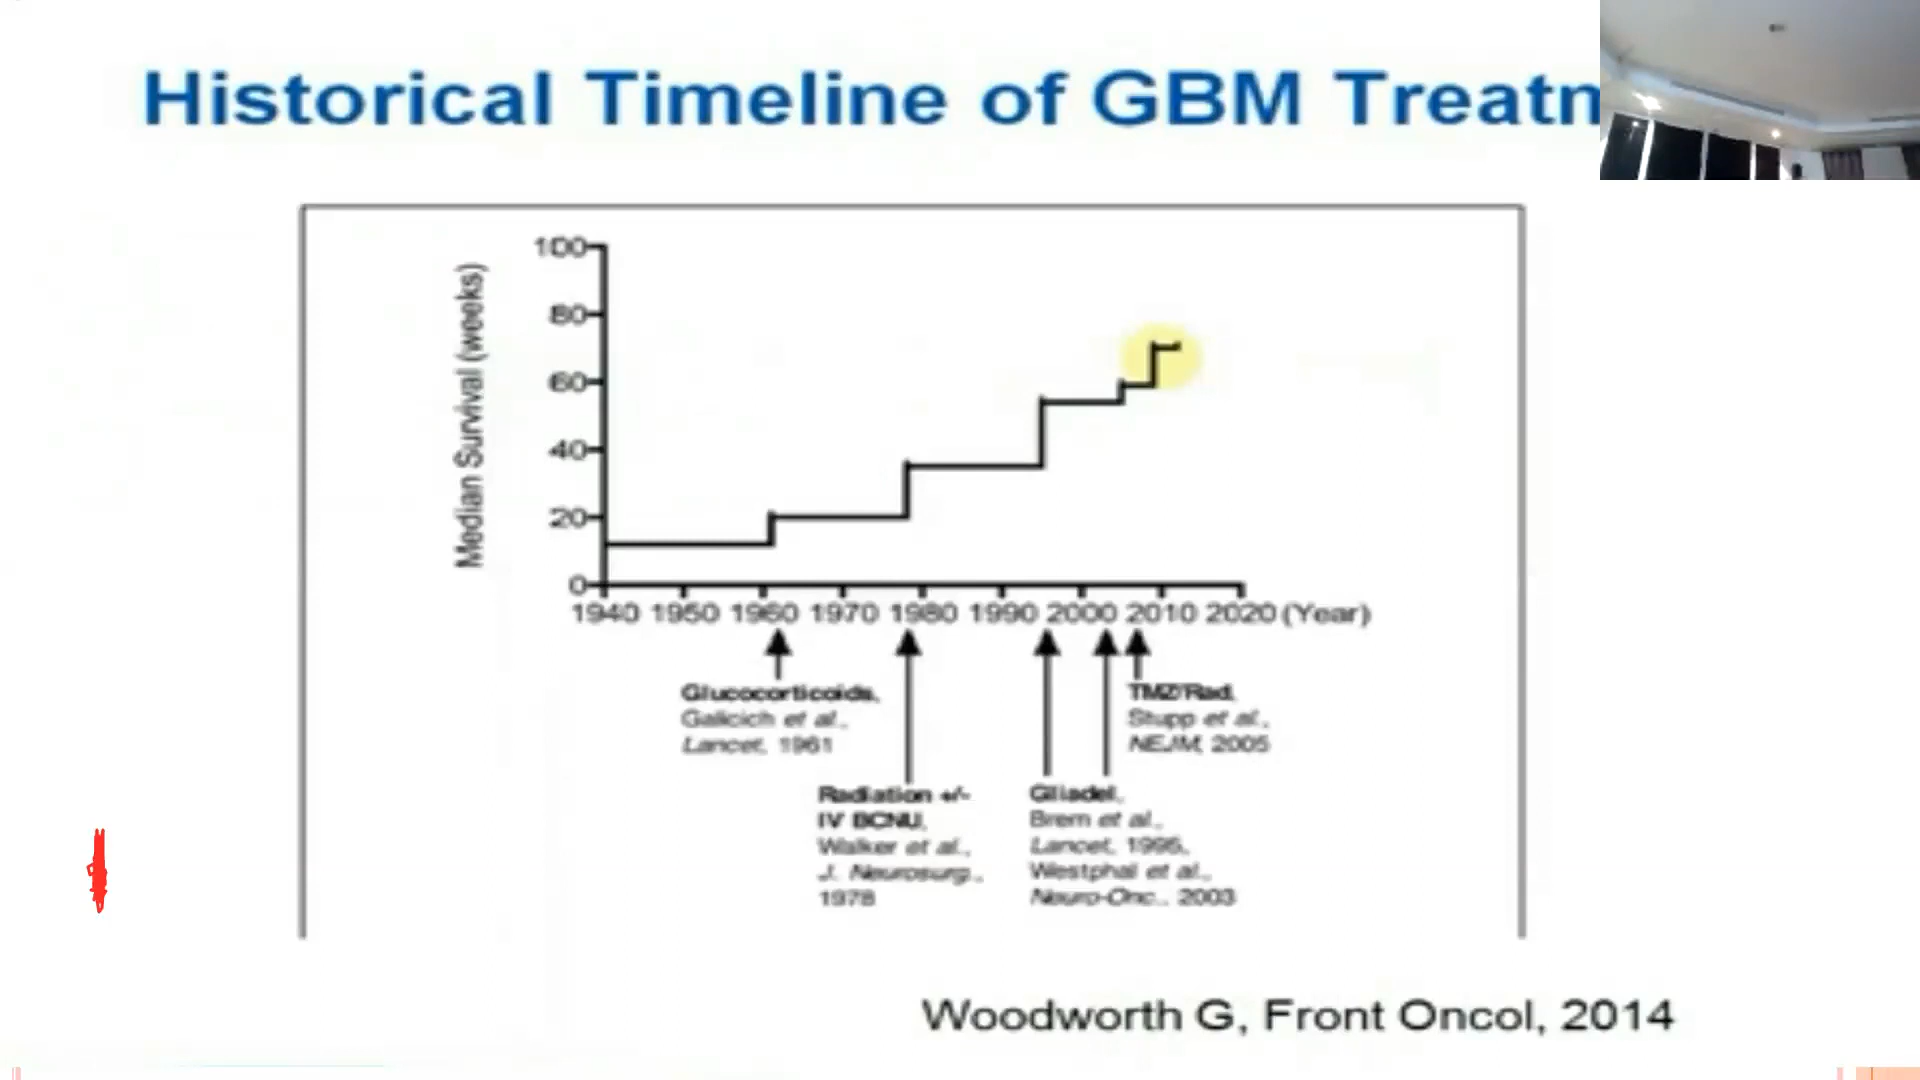 Historical Timeline of GBM Treatm
100
80
60
40
20
0
Median Survival (weeks)
1940 1950 1960 1970 1980 1990 2000 2010 2020 (Year)
Glucocorticoids,
Galicich et al.,
Lancet, 1961
Radiation +/-
IV BCNU,
Walker et al.,
J. Neurosurg.,
1978
Gliadel,
Brem et al.,
Lancet, 1995,
Westphal et al.,
Neuro-Onc., 2003
TMZ/Rad,
Stupp et al.,
NEJM, 2005
Woodworth G, Front Oncol, 2014